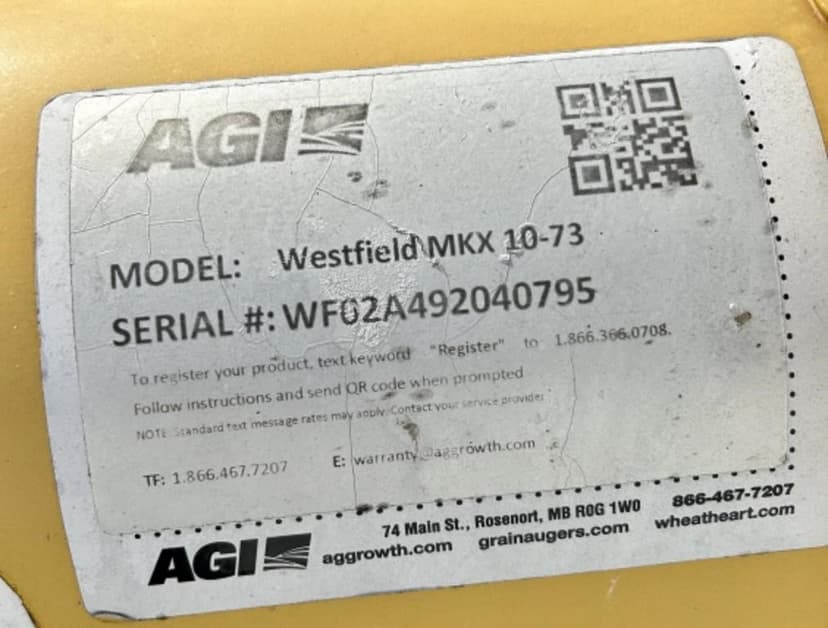 AGI
MODEL: Westfield MKX 10-73
SERIAL #: WF02A492040795
To register your product, text keyword "Register" to 1.866.366.0708.
Follow instructions and send QR code when prompted
NOTE: Standard text message rates may apply. Contact your service provider
TF: 1.866.467.7207 E: warranty@aggrowth.com
74 Main St., Rosenort, MB R0G 1W0 866-467-7207
AGI aggrowth.com grainaugers.com wheatheart.com